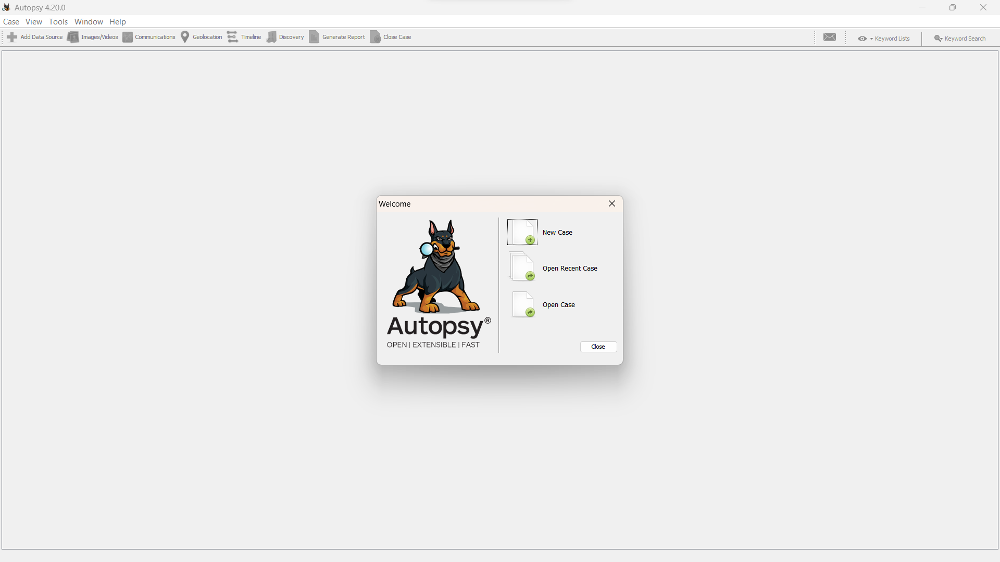 Autopsy 4.20.0
Case View Tools Window Help
Add Data Source Images/Videos Communications Geolocation Timeline Discovery Generate Report Close Case Keyword Lists Keyword Search
Welcome
New Case
Open Recent Case
Open Case
Autopsy®
OPEN | EXTENSIBLE | FAST
Close